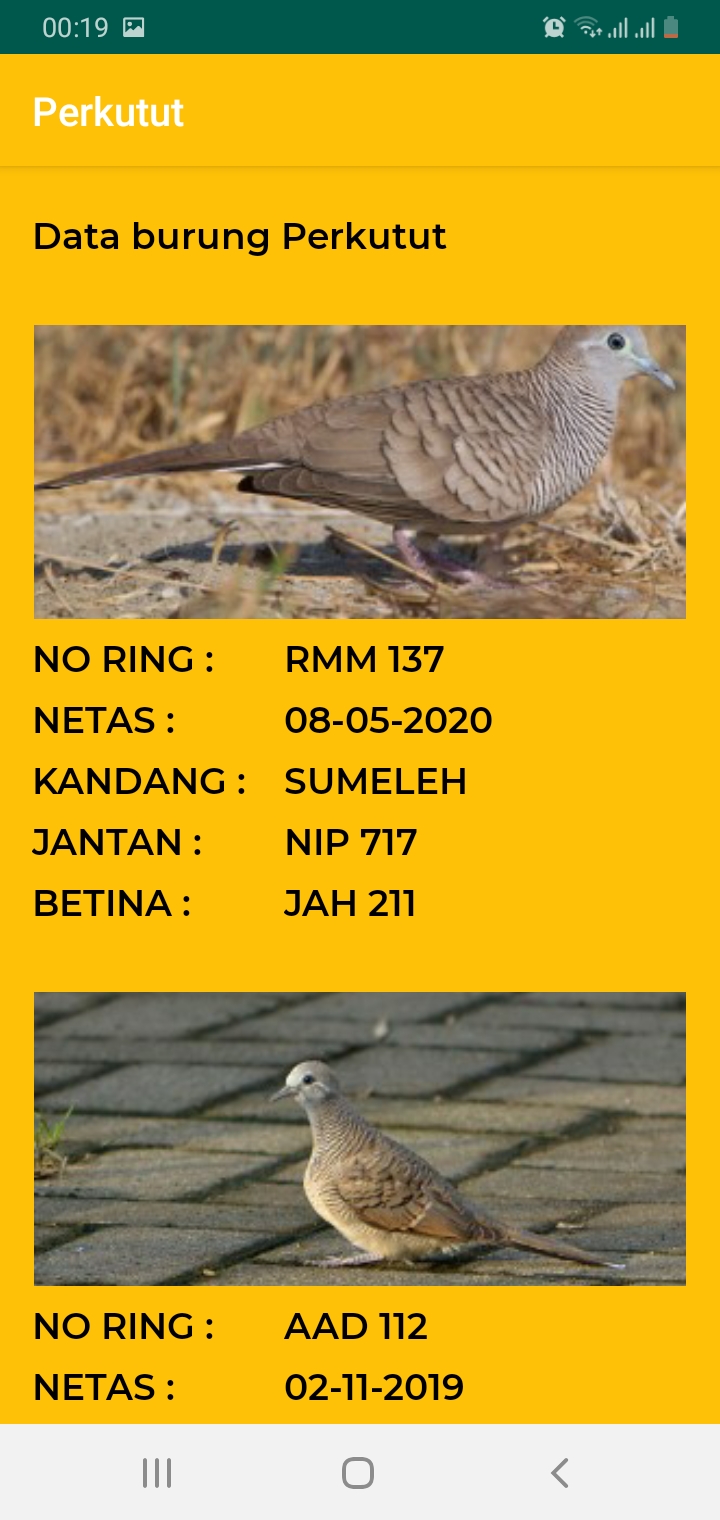 00:19
Perkutut
Data burung Perkutut
NO RING : RMM 137
NETAS : 08-05-2020
KANDANG : SUMELEH
JANTAN : NIP 717
BETINA : JAH 211
NO RING : AAD 112
NETAS : 02-11-2019